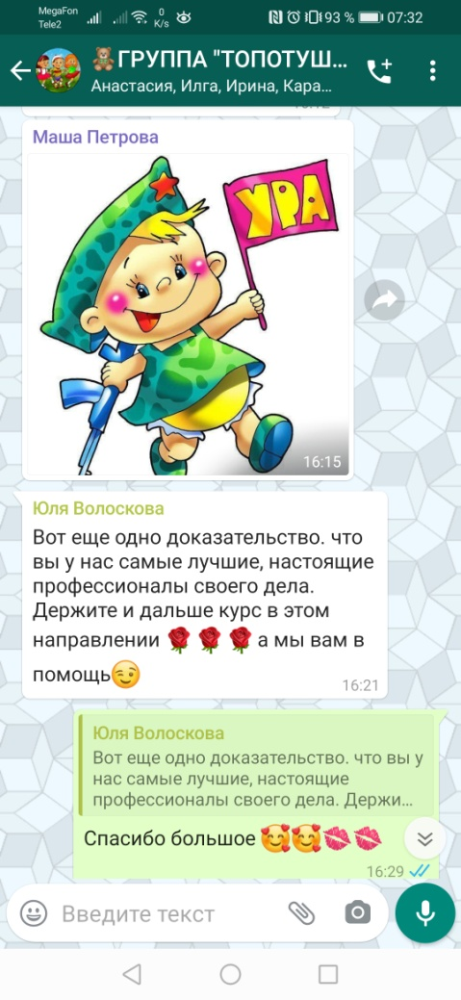 MegaFon
Tele2
0
K/s
93 %
07:32
ГРУППА "ТОПОТУШ...
Анастасия, Илга, Ирина, Кара...
Маша Петрова
УРА
16:15
Юля Волоскова
Вот еще одно доказательство. что
вы у нас самые лучшие, настоящие
профессионалы своего дела.
Держите и дальше курс в этом
направлении 🌹 🌹 🌹 а мы вам в
помощь😉
16:21
Юля Волоскова
Вот еще одно доказательство. что вы у
нас самые лучшие, настоящие
профессионалы своего дела. Держи...
Спасибо большое 🥰🥰💋💋
16:29
Введите текст